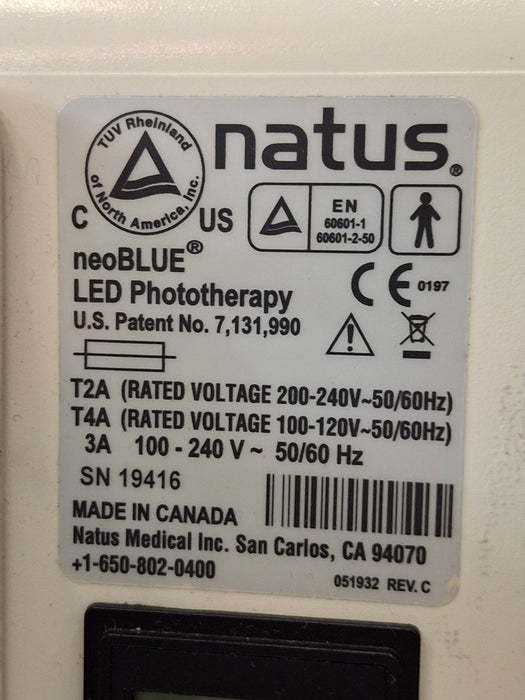 TUV Rheinland
of North America, Inc.
C US
natus®
EN
60601-1
60601-2-50
neoBLUE®
LED Phototherapy
U.S. Patent No. 7,131,990
CE 0197
T2A (RATED VOLTAGE 200-240V~50/60Hz)
T4A (RATED VOLTAGE 100-120V~50/60Hz)
3A 100 - 240 V ~ 50/60 Hz
SN 19416
MADE IN CANADA
Natus Medical Inc. San Carlos, CA 94070
+1-650-802-0400
051932 REV. C